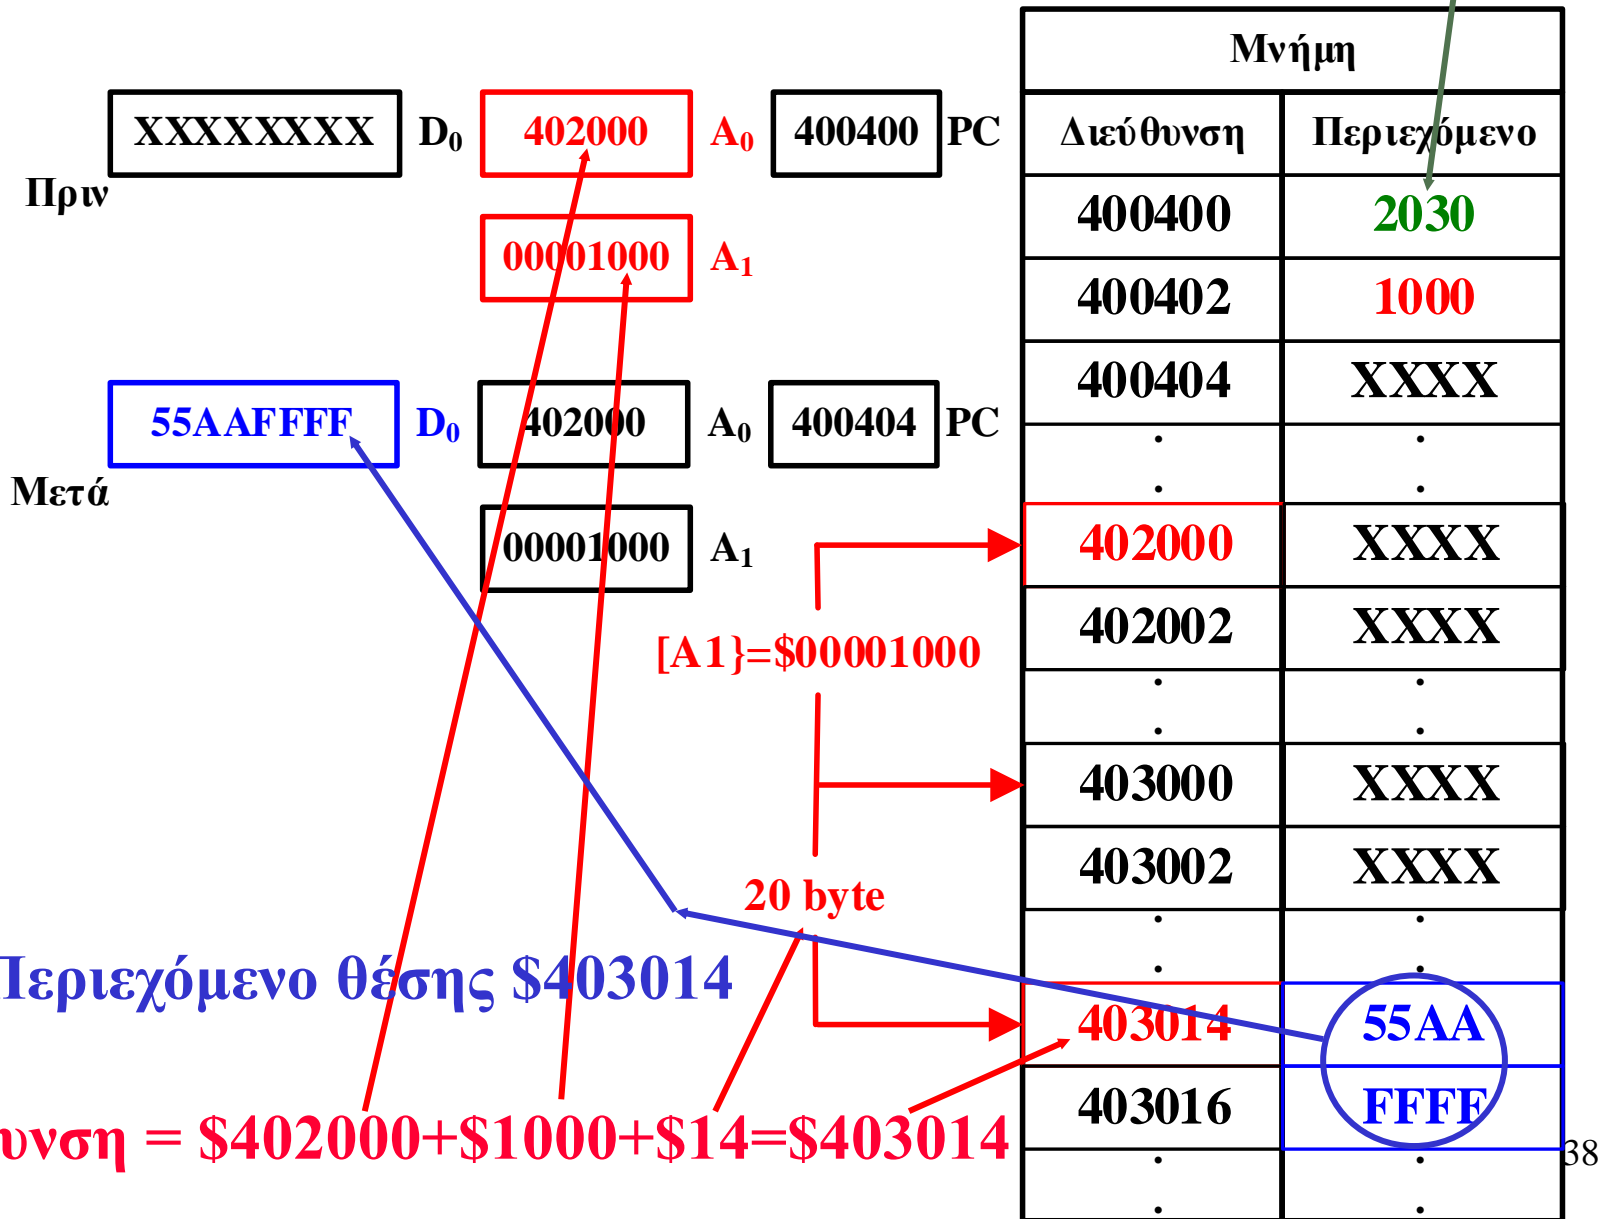 Μνήμη
Διεύθυνση Περιεχόμενο
XXXXXXXX D0 402000 A0 400400 PC
Πριν
00001000 A1
400400 2030
400402 1000
400404 XXXX
55AAFFFF D0 402000 A0 400404 PC
Μετά
00001000 A1
. .
. .
402000 XXXX
402002 XXXX
[A1}=$00001000
. .
. .
403000 XXXX
403002 XXXX
20 byte
. .
. .
Περιεχόμενο θέσης $403014
403014 55AA
403016 FFFF
υνση = $402000+$1000+$14=$403014
38
. .
. .